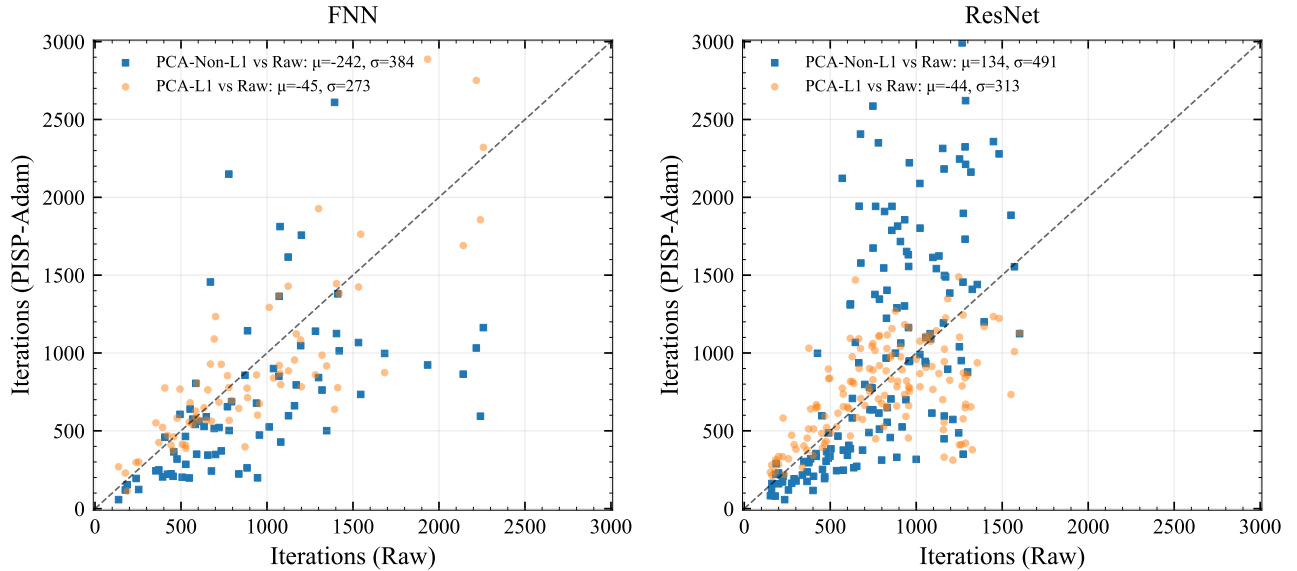 FNN
PCA-Non-L1 vs Raw: μ=-242, σ=384
PCA-L1 vs Raw: μ=-45, σ=273
3000
2500
2000
1500
1000
500
0
Iterations (PISP-Adam)
0 500 1000 1500 2000 2500 3000
Iterations (Raw)
ResNet
PCA-Non-L1 vs Raw: μ=134, σ=491
PCA-L1 vs Raw: μ=-44, σ=313
3000
2500
2000
1500
1000
500
0
Iterations (PISP-Adam)
0 500 1000 1500 2000 2500 3000
Iterations (Raw)